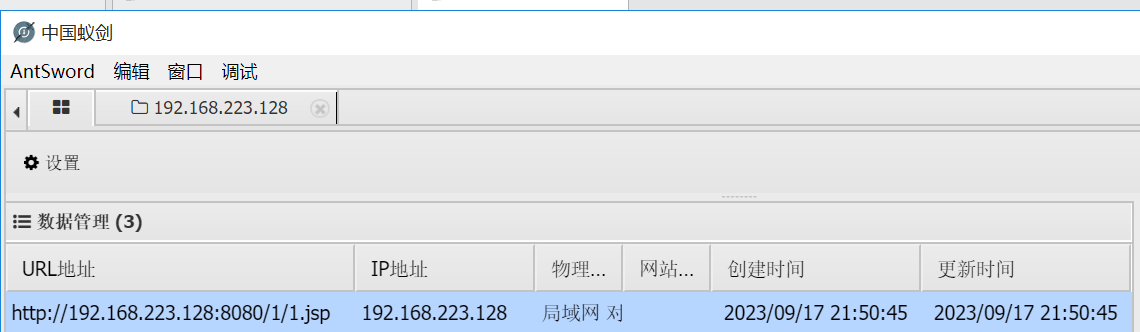 中国蚁剑
AntSword 编辑 窗口 调试
192.168.223.128
设置
数据管理 (3)
URL地址 IP地址 物理... 网站... 创建时间 更新时间
http://192.168.223.128:8080/1/1.jsp 192.168.223.128 局域网 对 2023/09/17 21:50:45 2023/09/17 21:50:45